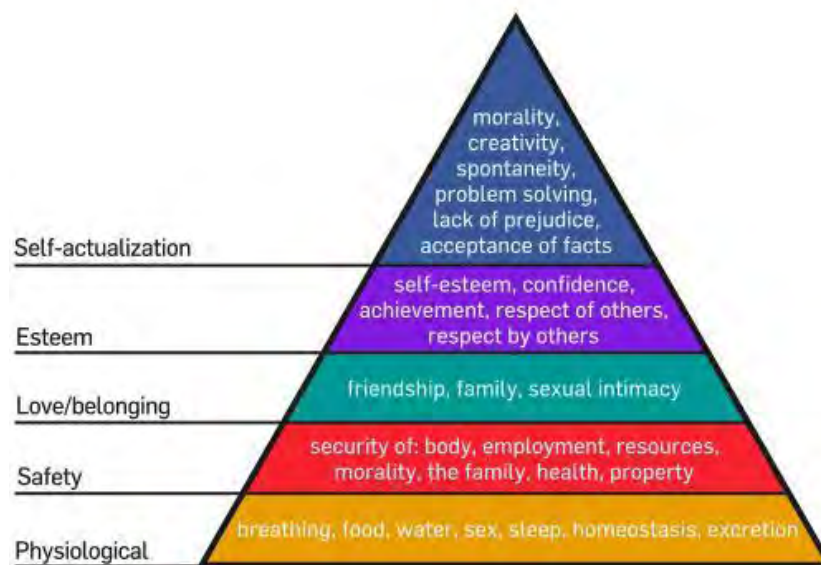 morality,
creativity,
spontaneity,
problem solving,
lack of prejudice,
acceptance of facts
Self-actualization
self-esteem, confidence,
achievement, respect of others,
respect by others
Esteem
friendship, family, sexual intimacy
Love/belonging
security of: body, employment, resources,
morality, the family, health, property
Safety
breathing, food, water, sex, sleep, homeostasis, excretion
Physiological